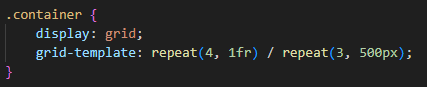 .container {
    display: grid;
    grid-template: repeat(4, 1fr) / repeat(3, 500px);
}